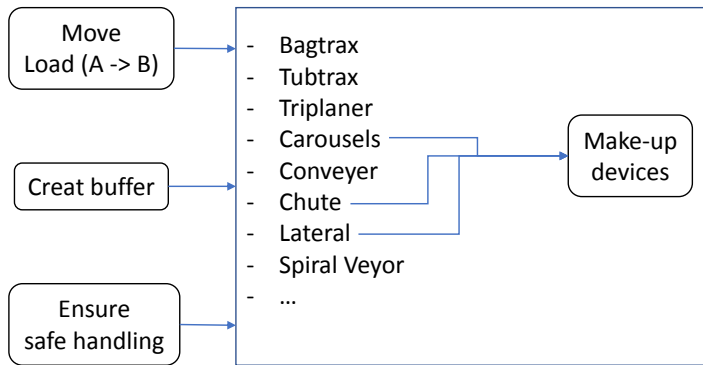 Move
Load (A -> B)
Creat buffer
Ensure
safe handling
- Bagtrax
- Tubtrax
- Triplaner
- Carousels
- Conveyer
- Chute
- Lateral
- Spiral Veyor
- ...
Make-up
devices